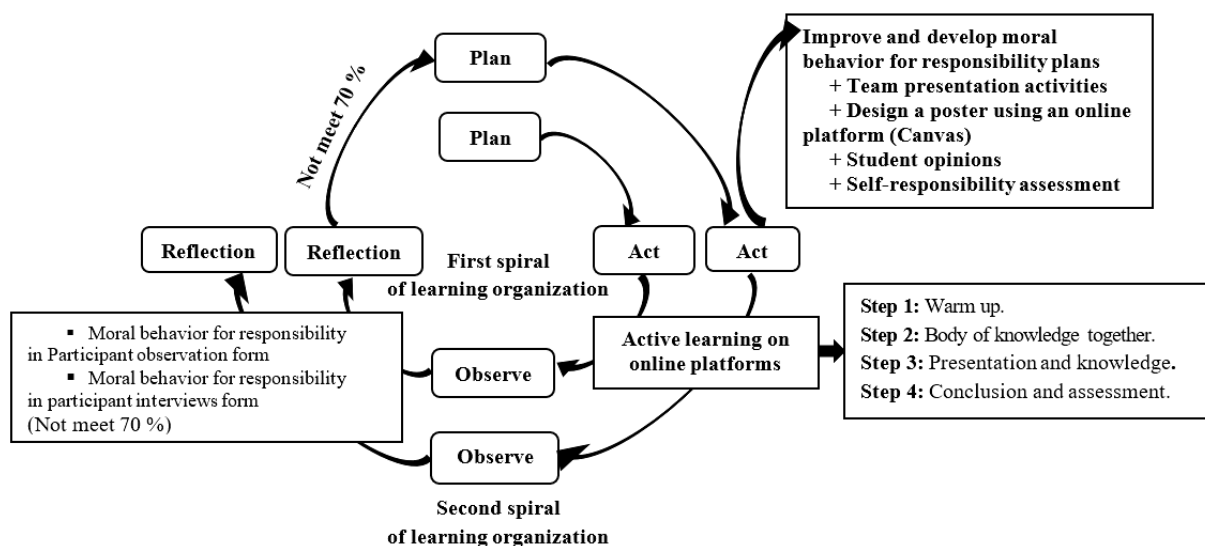 Plan
Plan
Not meet 70 %
Improve and develop moral
behavior for responsibility plans
+ Team presentation activities
+ Design a poster using an online
platform (Canvas)
+ Student opinions
+ Self-responsibility assessment
Reflection
Reflection
First spiral
of learning organization
Act
Act
▪ Moral behavior for responsibility
in Participant observation form
▪ Moral behavior for responsibility
in participant interviews form
(Not meet 70 %)
Observe
Active learning on
online platforms
Step 1: Warm up.
Step 2: Body of knowledge together.
Step 3: Presentation and knowledge.
Step 4: Conclusion and assessment.
Observe
Second spiral
of learning organization